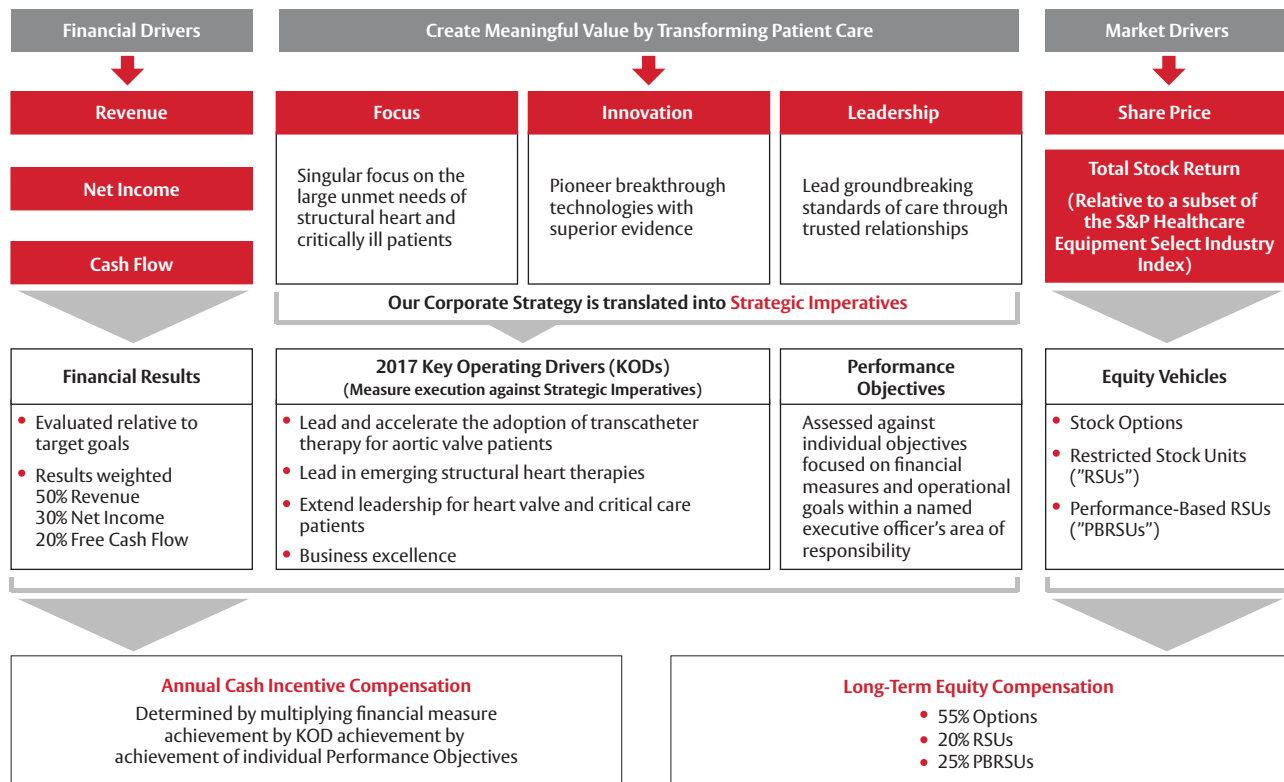 Financial Drivers
Create Meaningful Value by Transforming Patient Care
Market Drivers
Revenue
Net Income
Cash Flow
Focus
Singular focus on the
large unmet needs of
structural heart and
critically ill patients
Innovation
Pioneer breakthrough
technologies with
superior evidence
Leadership
Lead groundbreaking
standards of care through
trusted relationships
Share Price
Total Stock Return
(Relative to a subset of
the S&P Healthcare
Equipment Select Industry
Index)
Our Corporate Strategy is translated into Strategic Imperatives
Financial Results
• Evaluated relative to
target goals
• Results weighted
50% Revenue
30% Net Income
20% Free Cash Flow
2017 Key Operating Drivers (KODs)
(Measure execution against Strategic Imperatives)
• Lead and accelerate the adoption of transcatheter
therapy for aortic valve patients
• Lead in emerging structural heart therapies
• Extend leadership for heart valve and critical care
patients
• Business excellence
Performance
Objectives
Assessed against
individual objectives
focused on financial
measures and operational
goals within a named
executive officer's area of
responsibility
Equity Vehicles
• Stock Options
• Restricted Stock Units
("RSUs")
• Performance-Based RSUs
("PBRSUs")
Annual Cash Incentive Compensation
Determined by multiplying financial measure
achievement by KOD achievement by
achievement of individual Performance Objectives
Long-Term Equity Compensation
• 55% Options
• 20% RSUs
• 25% PBRSUs